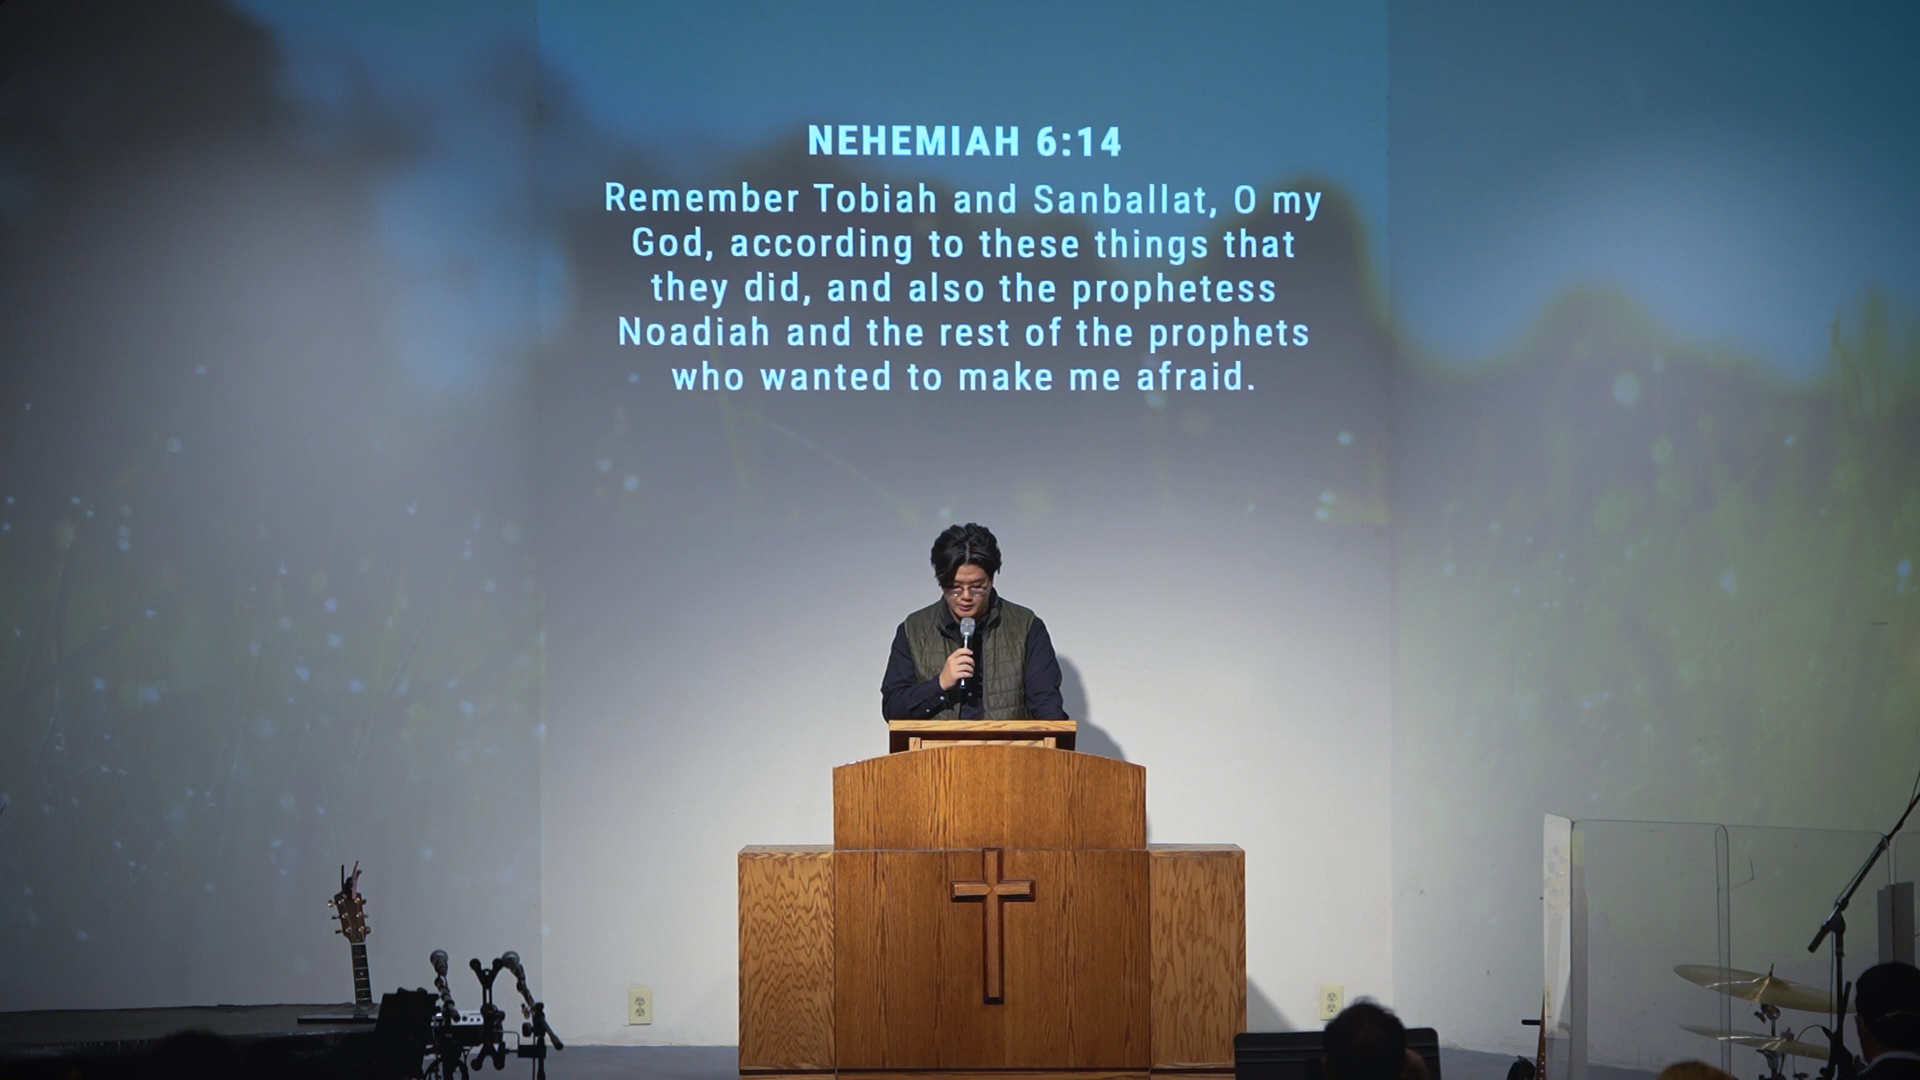 NEHEMIAH 6:14
Remember Tobiah and Sanballat, O my
God, according to these things that
they did, and also the prophetess
Noadiah and the rest of the prophets
who wanted to make me afraid.